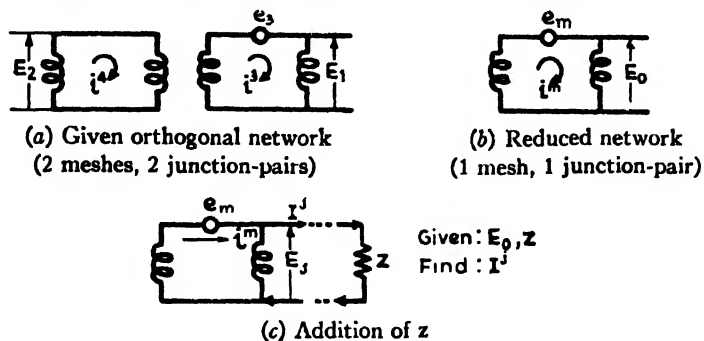 e₃
E₂ i⁴ i³ E₁
(a) Given orthogonal network
(2 meshes, 2 junction-pairs)
eₘ
iᵐ E₀
(b) Reduced network
(1 mesh, 1 junction-pair)
eₘ Iʲ
iᵐ Eⱼ Z
Given: E₀, Z
Find: Iʲ
(c) Addition of z